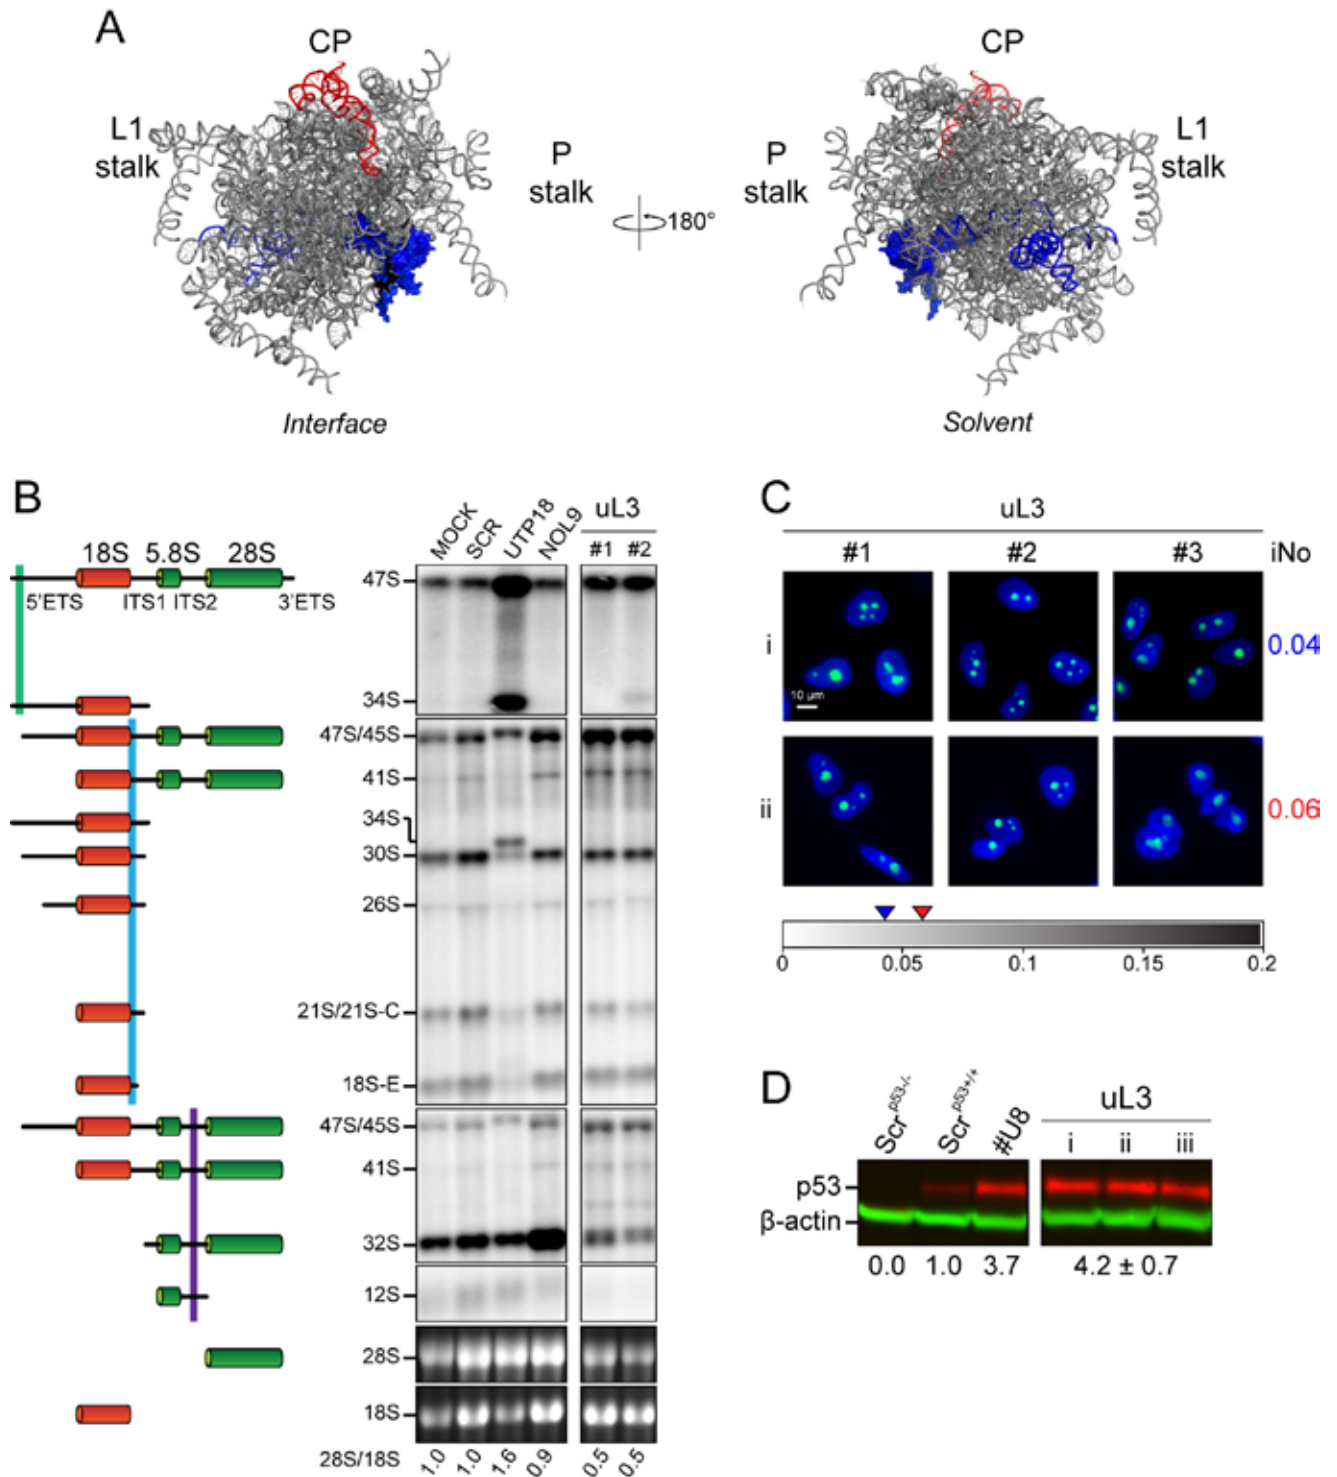 A
CP
CP
L1
stalk
P
stalk
180°
P
stalk
L1
stalk
Interface
Solvent
B
MOCK
SCR
UTP18
NOL9
uL3
#1
#2
18S
5.8S
28S
5'ETS
ITS1
ITS2
3'ETS
47S
34S
47S/45S
41S
34S
30S
26S
21S/21S-C
18S-E
47S/45S
41S
32S
12S
28S
18S
28S/18S
1.0
1.0
1.6
0.9
0.5
0.5
C
uL3
#1
#2
#3
iNo
i
10 µm
0.04
ii
0.06
0
0.05
0.1
0.15
0.2
D
Scr p53-/-
Scr p53+/+
#U8
uL3
i
ii
iii
p53
β-actin
0.0
1.0
3.7
4.2 ± 0.7